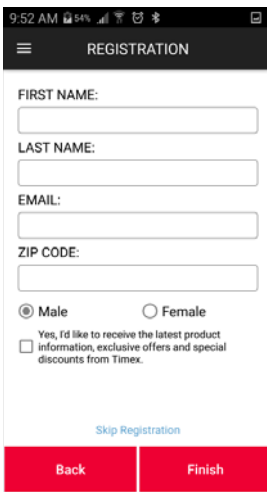 9:52 AM 54%
REGISTRATION
FIRST NAME:
LAST NAME:
EMAIL:
ZIP CODE:
Male Female
Yes, I'd like to receive the latest product
information, exclusive offers and special
discounts from Timex.
Skip Registration
Back Finish